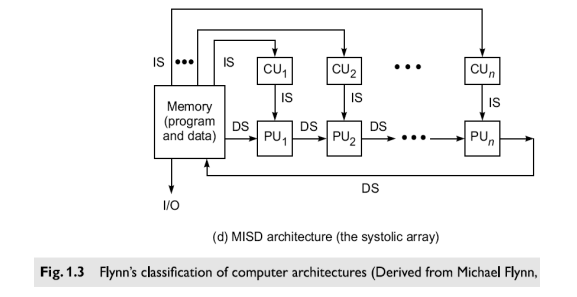 IS ••• IS CU1 CU2 ••• CUn
IS IS IS
Memory
(program
and data)
DS PU1 DS PU2 DS ••• PUn
DS
I/O
(d) MISD architecture (the systolic array)
Fig. 1.3 Flynn's classification of computer architectures (Derived from Michael Flynn,